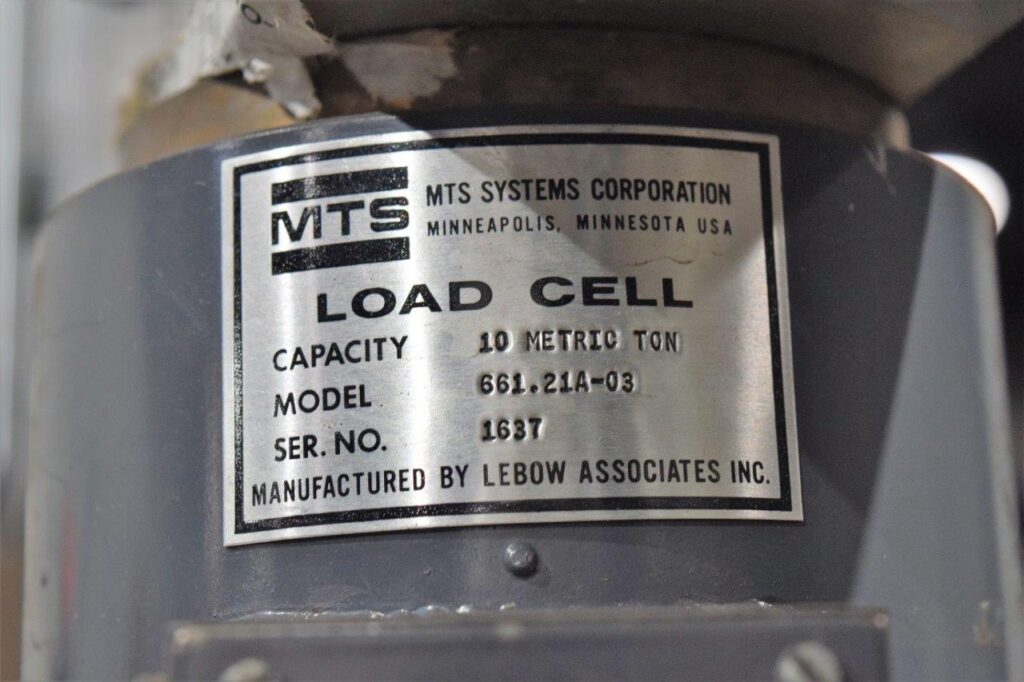 MTS
MTS SYSTEMS CORPORATION
MINNEAPOLIS, MINNESOTA USA
LOAD CELL
CAPACITY 10 METRIC TON
MODEL 661.21A-03
SER. NO. 1637
MANUFACTURED BY LEBOW ASSOCIATES INC.